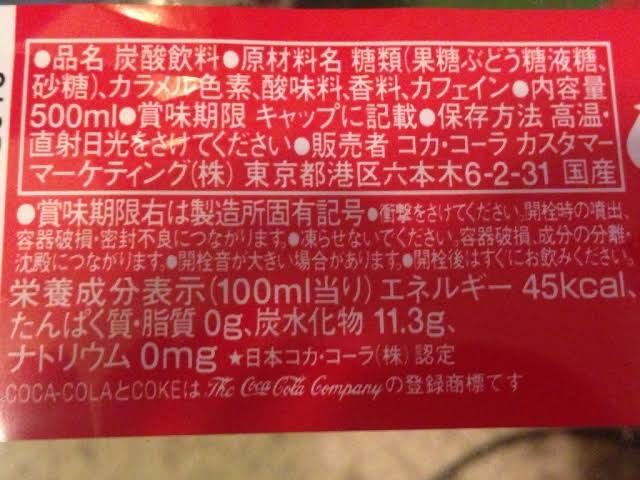 ●品名 炭酸飲料●原材料名 糖類(果糖ぶどう糖液糖、
砂糖)、カラメル色素、酸味料、香料、カフェイン●内容量
500ml●賞味期限 キャップに記載●保存方法 高温・
直射日光をさけてください●販売者 コカ・コーラ カスタマー
マーケティング(株) 東京都港区六本木6-2-31 国産
●賞味期限右は製造所固有記号●衝撃をさけてください。開栓時の噴出、
容器破損・密封不良につながります。●凍らせないでください。容器破損、成分の分離・
沈殿につながります。●開栓音が大きい場合があります。●開栓後はすぐにお飲みください。
栄養成分表示(100ml当り)エネルギー 45kcal、
たんぱく質・脂質 0g、炭水化物 11.3g、
ナトリウム 0mg ★日本コカ・コーラ(株) 認定
COCA-COLAとCOKEは The Coca-Cola Company の登録商標です